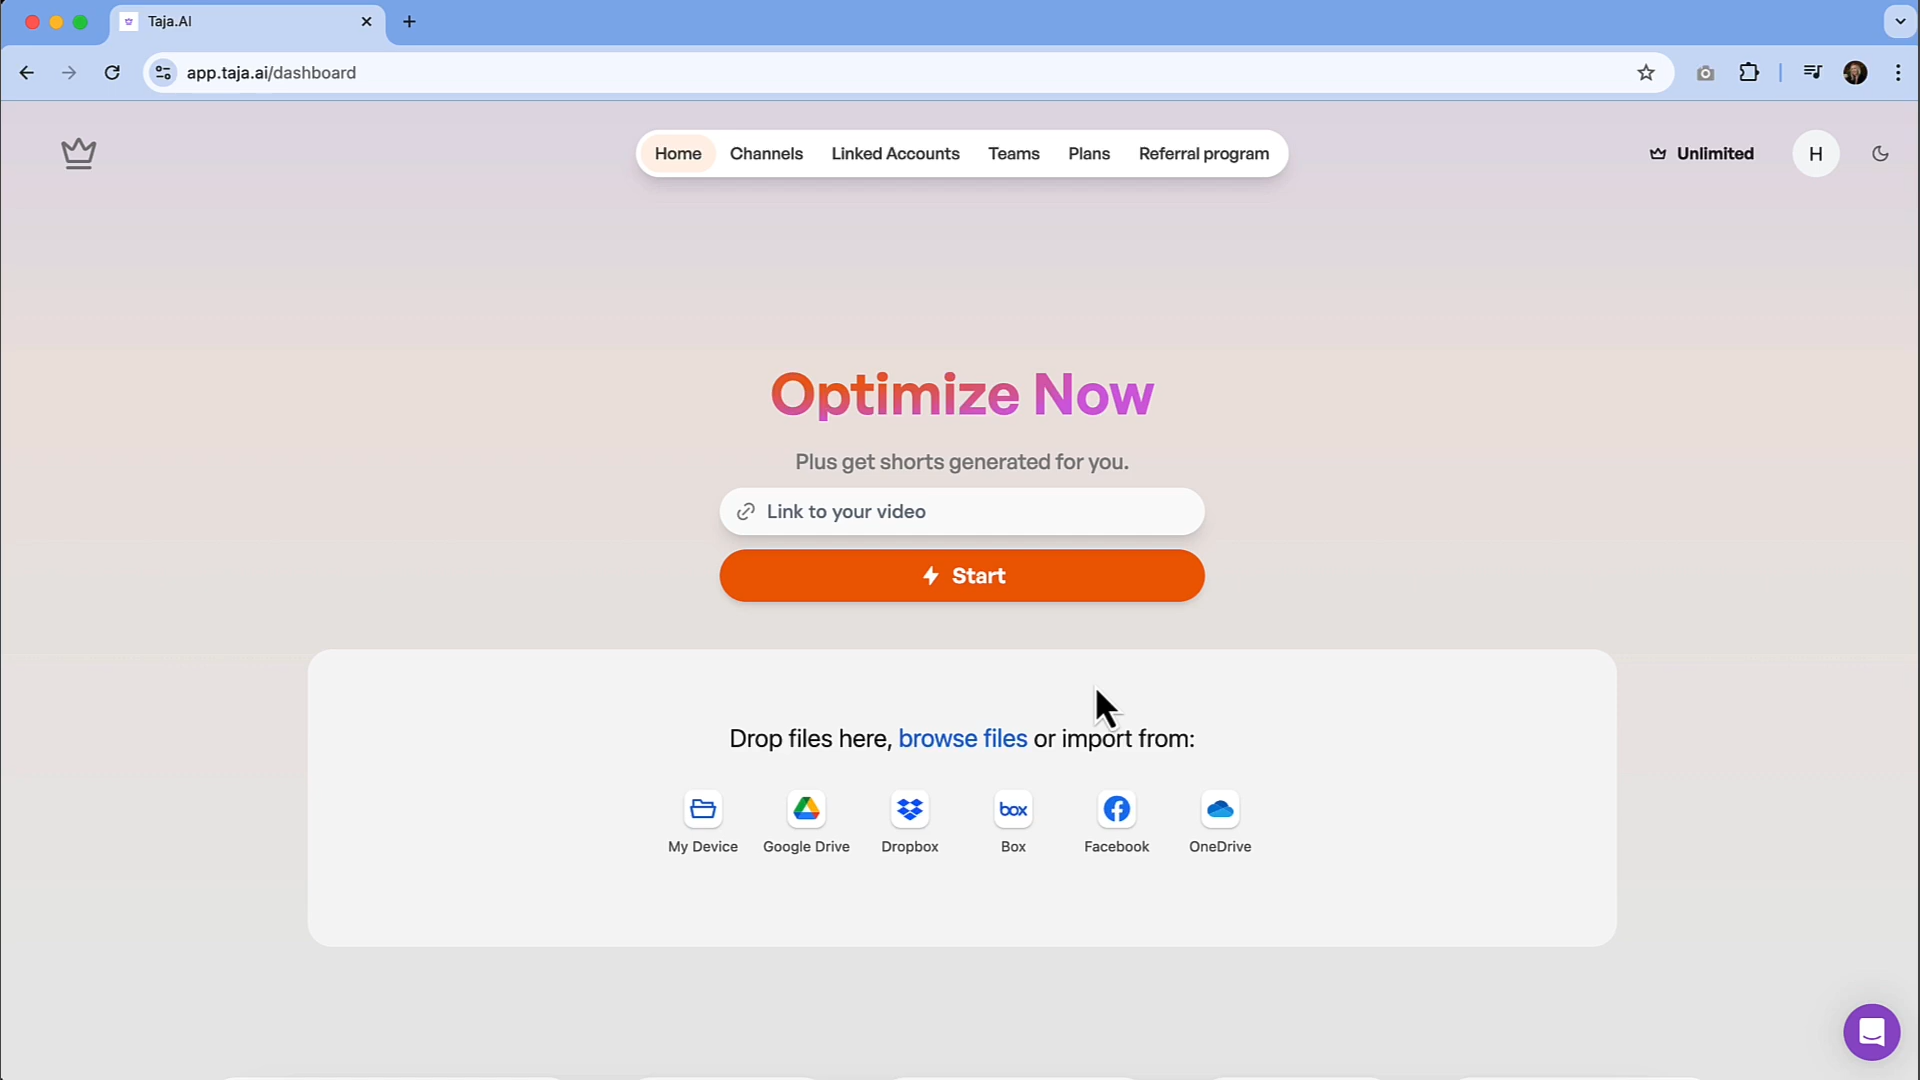 Taja.AI
app.taja.ai/dashboard
Home Channels Linked Accounts Teams Plans Referral program
Unlimited
H
Optimize Now
Plus get shorts generated for you.
Link to your video
Start
Drop files here, browse files or import from:
box
My Device Google Drive Dropbox Box Facebook OneDrive